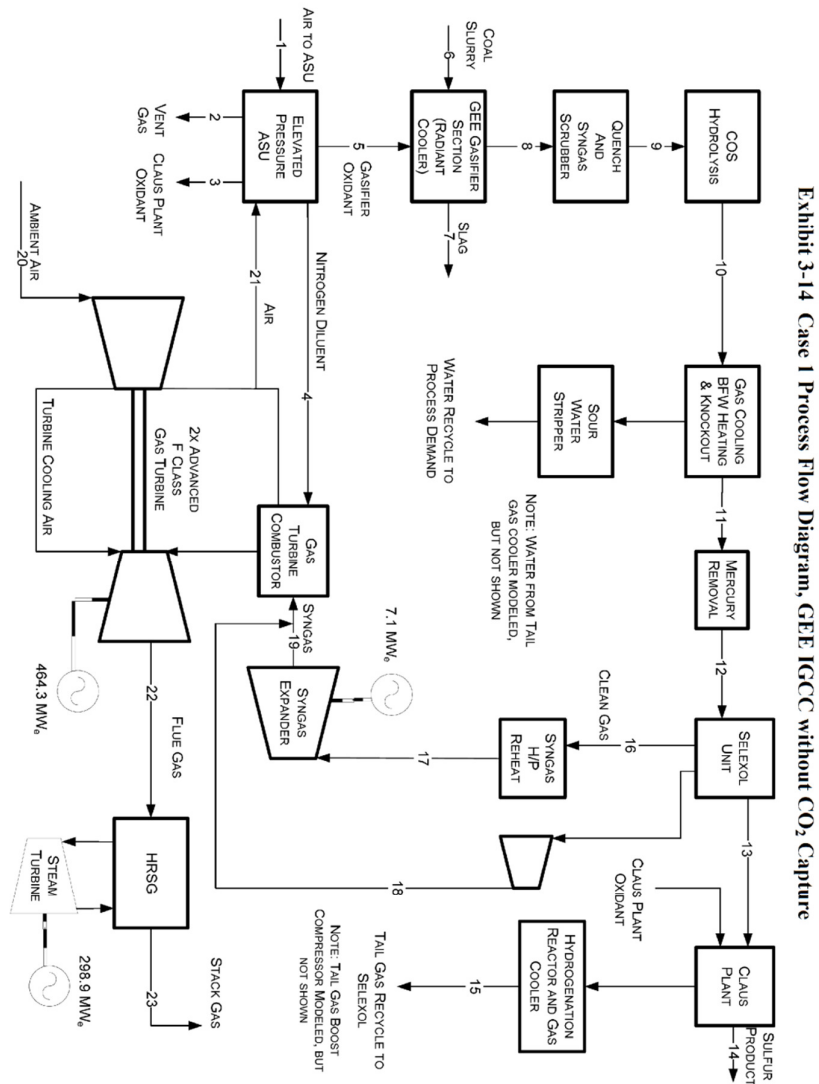 Exhibit 3-14 Case 1 Process Flow Diagram, GEE IGCC without CO₂ Capture
COS
HYDROLYSIS
10
GAS COOLING
BFW HEATING
& KNOCKOUT
11
MERCURY
REMOVAL
12
SELEXOL
UNIT
13
CLAUS
PLANT
SULFUR
PRODUCT
14
9
QUENCH
AND
SYNGAS
SCRUBBER
8
SOUR
WATER
STRIPPER
WATER RECYCLE TO
PROCESS DEMAND
NOTE: WATER FROM TAIL
GAS COOLER MODELED,
BUT NOT SHOWN
CLEAN GAS
16
SYNGAS
H/P
REHEAT
17
CLAUS PLANT
OXIDANT
HYDROGENATION
REACTOR AND GAS
COOLER
15
TAIL GAS RECYCLE TO
SELEXOL
NOTE: TAIL GAS BOOST
COMPRESSOR MODELED, BUT
NOT SHOWN
COAL
SLURRY
6
GEE GASIFIER
SECTION
(RADIANT
COOLER)
SLAG
7
5
GASIFIER
OXIDANT
7.1 MWₑ
SYNGAS
EXPANDER
18
SYNGAS
19
AIR TO ASU
1
ELEVATED
PRESSURE
ASU
NITROGEN DILUENT
4
GAS
TURBINE
COMBUSTOR
2
3
VENT
GAS
CLAUS PLANT
OXIDANT
AIR
21
2X ADVANCED
F CLASS
GAS TURBINE
AMBIENT AIR
20
TURBINE COOLING AIR
464.3 MWₑ
22
FLUE GAS
HRSG
23
STACK GAS
STEAM
TURBINE
298.9 MWₑ